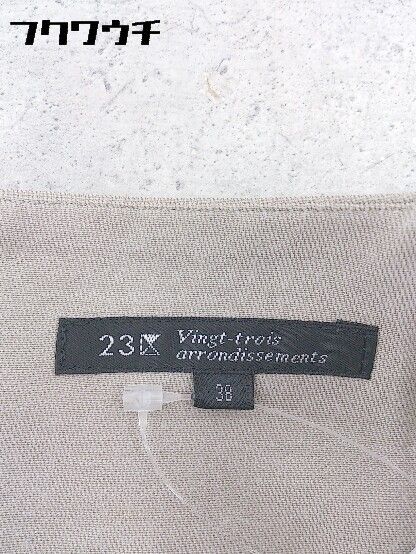 フクワウチ
23区 Vingt-trois
arrondissements
38